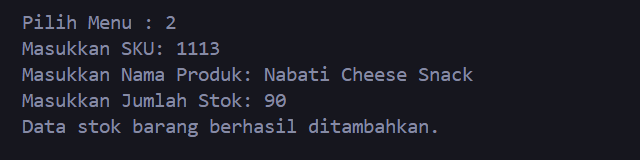 Pilih Menu : 2
Masukkan SKU: 1113
Masukkan Nama Produk: Nabati Cheese Snack
Masukkan Jumlah Stok: 90
Data stok barang berhasil ditambahkan.